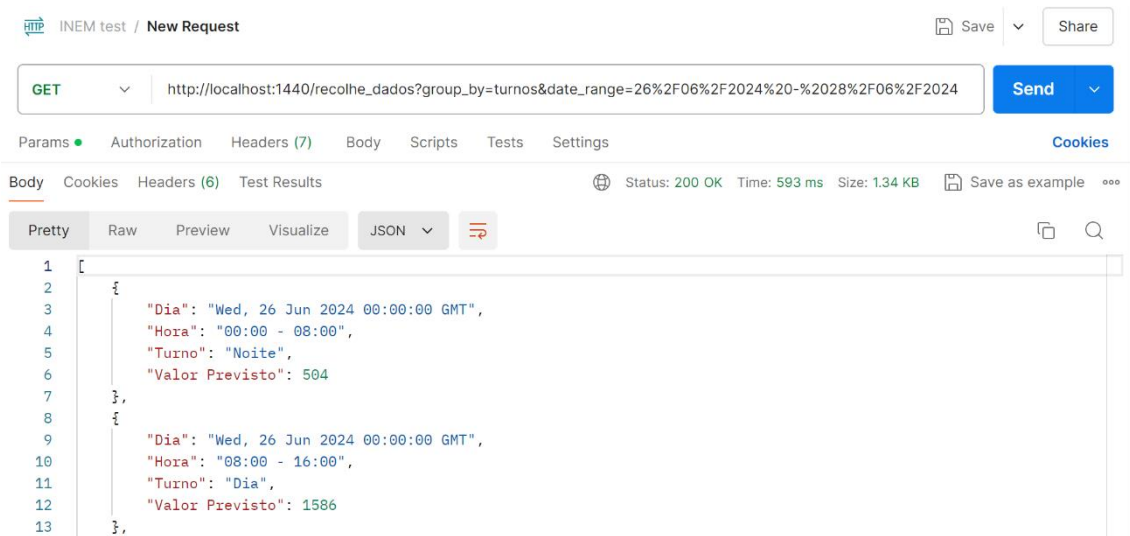 HTTP INEM test / New Request Save Share
GET http://localhost:1440/recolhe_dados?group_by=turnos&date_range=26%2F06%2F2024%20-%2028%2F06%2F2024 Send
Params Authorization Headers (7) Body Scripts Tests Settings Cookies
Body Cookies Headers (6) Test Results Status: 200 OK Time: 593 ms Size: 1.34 KB Save as example
Pretty Raw Preview Visualize JSON
1 [
2 {
3 "Dia": "Wed, 26 Jun 2024 00:00:00 GMT",
4 "Hora": "00:00 - 08:00",
5 "Turno": "Noite",
6 "Valor Previsto": 504
7 },
8 {
9 "Dia": "Wed, 26 Jun 2024 00:00:00 GMT",
10 "Hora": "08:00 - 16:00",
11 "Turno": "Dia",
12 "Valor Previsto": 1586
13 },